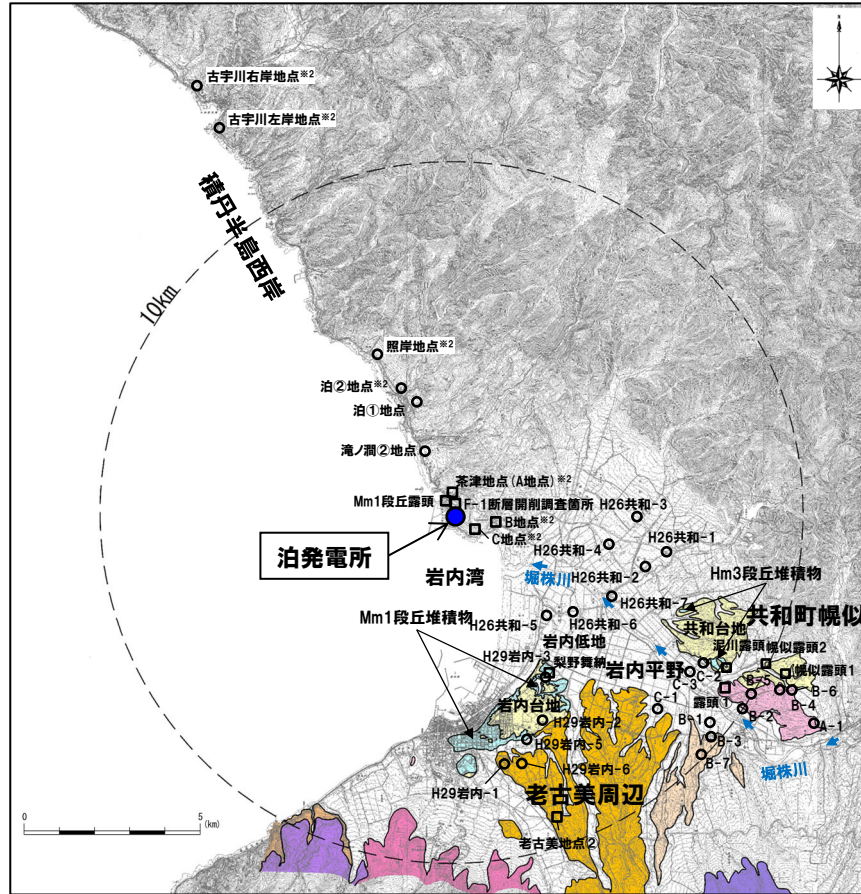 N
古宇川右岸地点※2
古宇川左岸地点※2
積丹半島西岸
10km
照岸地点※2
泊②地点※2
泊①地点
滝ノ澗②地点
茶津地点(A地点)※2
Mm1段丘露頭
F-1断層開削調査箇所
H26共和-3
B地点※2
C地点※2
泊発電所
H26共和-4
H26共和-1
岩内湾
堀株川
H26共和-2
Hm3段丘堆積物
H26共和-7
共和町幌似
Mm1段丘堆積物
H26共和-5
H26共和-6
共和台地
岩内低地
泥川露頭
幌似露頭2
H29岩内-3
梨野舞納
岩内平野
C-2
幌似露頭1
C-3
B-5
B-6
岩内台地
C-1
露頭1
B-4
H29岩内-2
B-1
B-2
A-1
H29岩内-5
B-3
H29岩内-6
B-7
H29岩内-1
堀株川
老古美周辺
老古美地点②
0
5
(km)